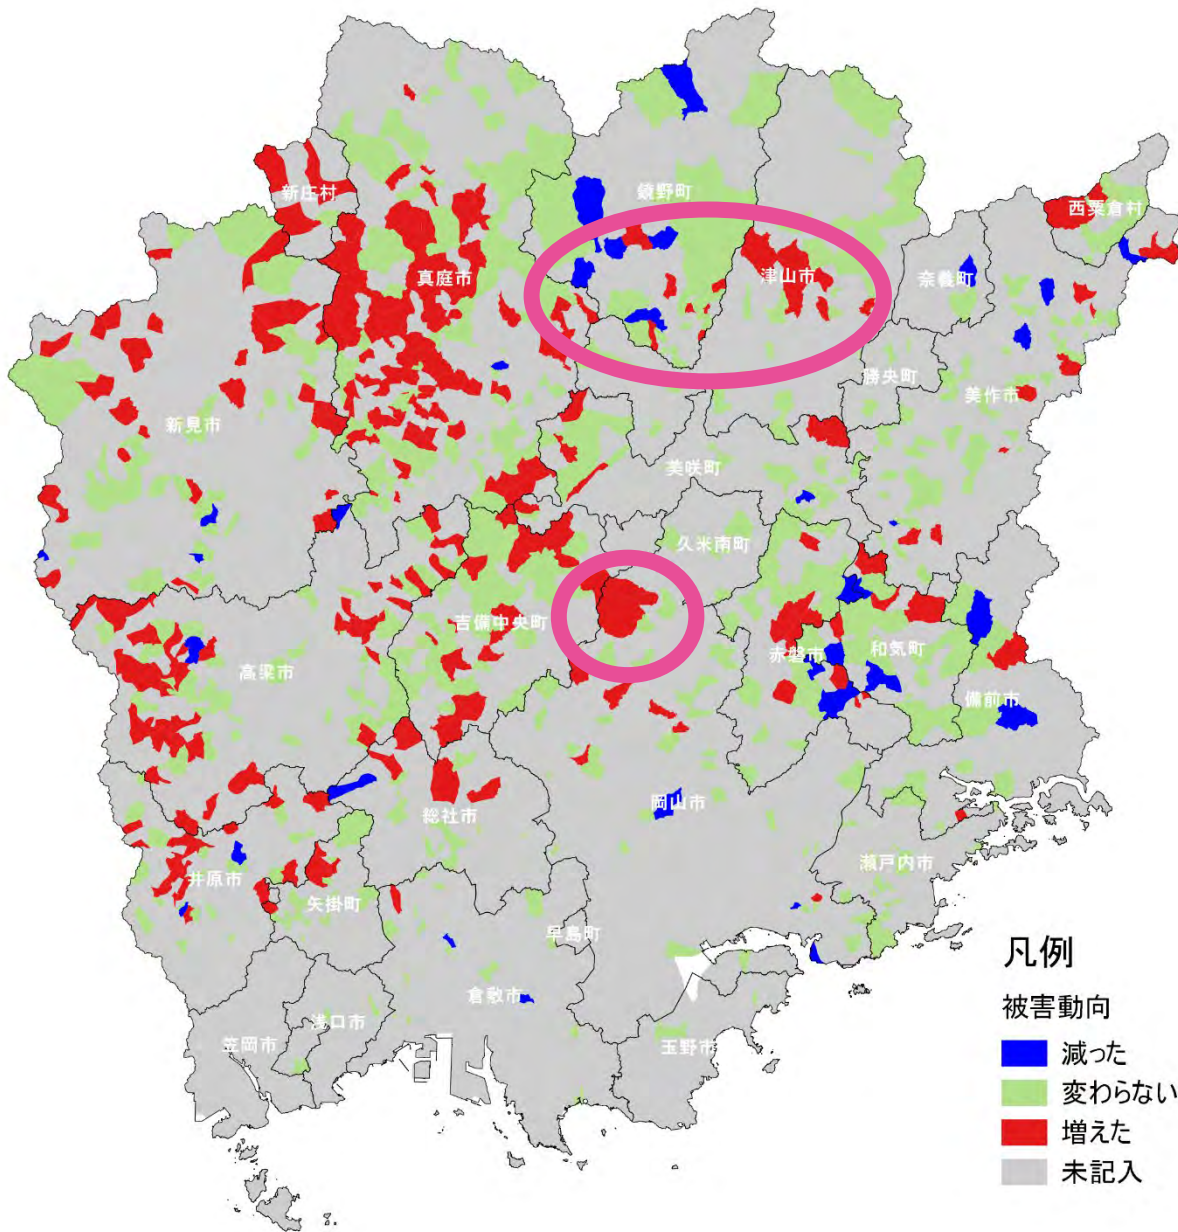 新庄村
鏡野町
西粟倉村
真庭市
津山市
奈義町
勝央町
美作市
新見市
美咲町
久米南町
吉備中央町
赤磐市
和気町
高梁市
備前市
岡山市
総社市
瀬戸内市
井原市
矢掛町
早島町
倉敷市
浅口市
笠岡市
玉野市
凡例
被害動向
減った
変わらない
増えた
未記入